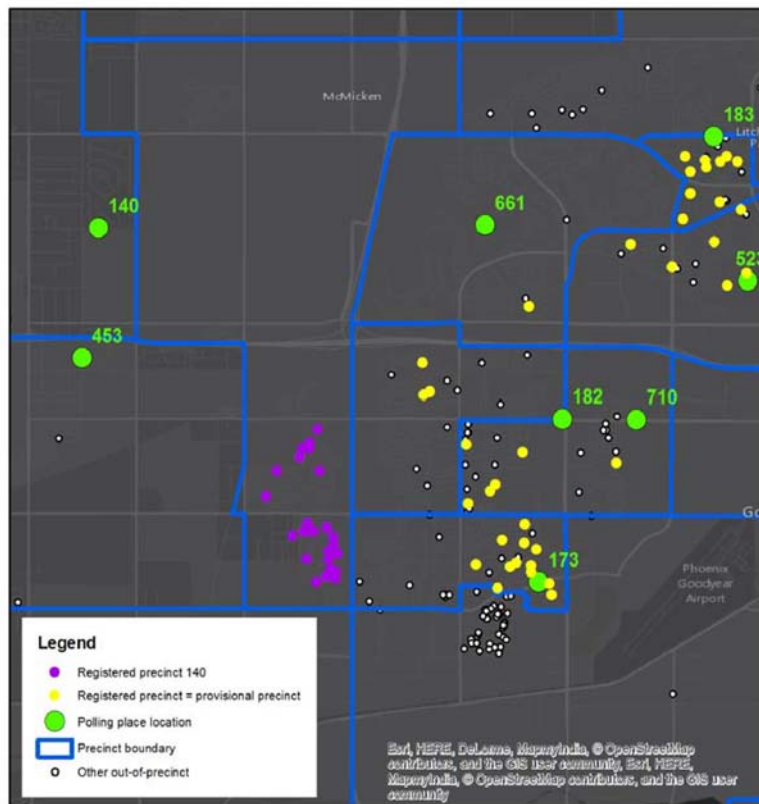 McMicken
183
Litch
P
140
661
523
453
182
710
Go
173
Phoenix
Goodyear
Airport
Legend
Registered precinct 140
Registered precinct = provisional precinct
Polling place location
Precinct boundary
Other out-of-precinct
Esri, HERE, DeLorme, MapmyIndia, © OpenStreetMap
contributors, and the GIS user community, Esri, HERE,
MapmyIndia, © OpenStreetMap contributors, and the GIS user
community